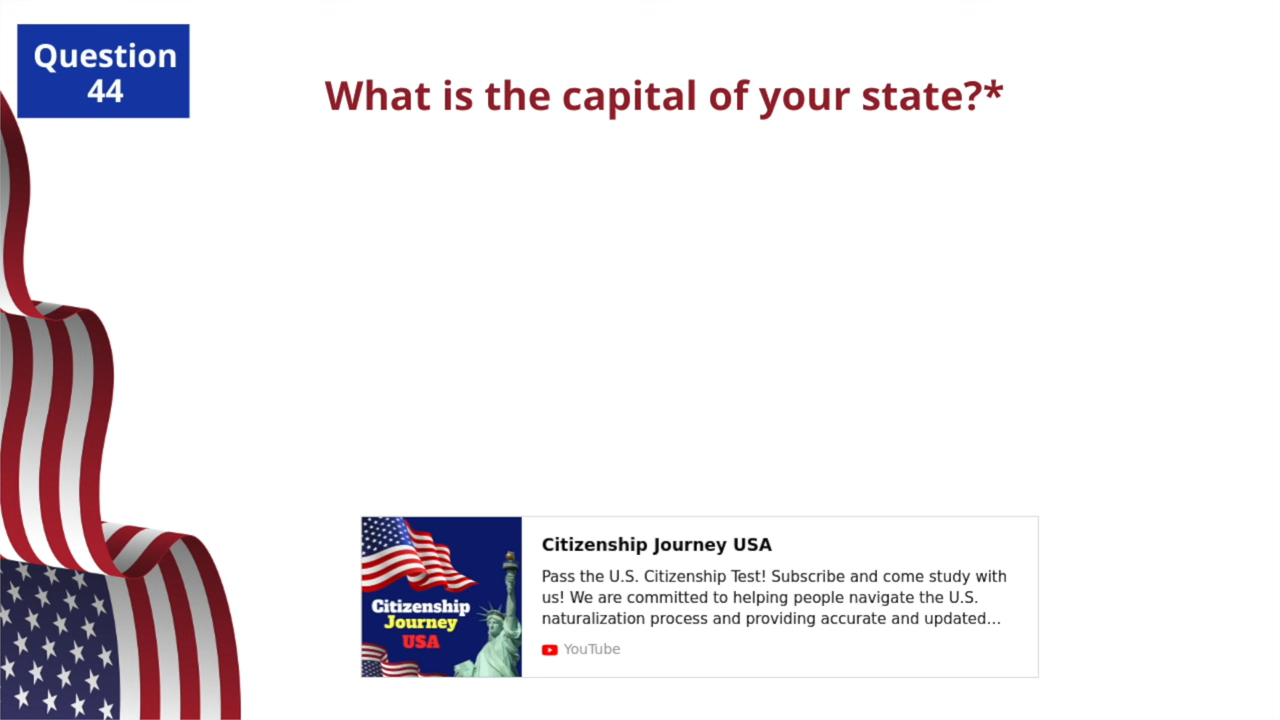 Question
44
What is the capital of your state?*
Citizenship
Journey
USA
Citizenship Journey USA
Pass the U.S. Citizenship Test! Subscribe and come study with
us! We are committed to helping people navigate the U.S.
naturalization process and providing accurate and updated...
YouTube